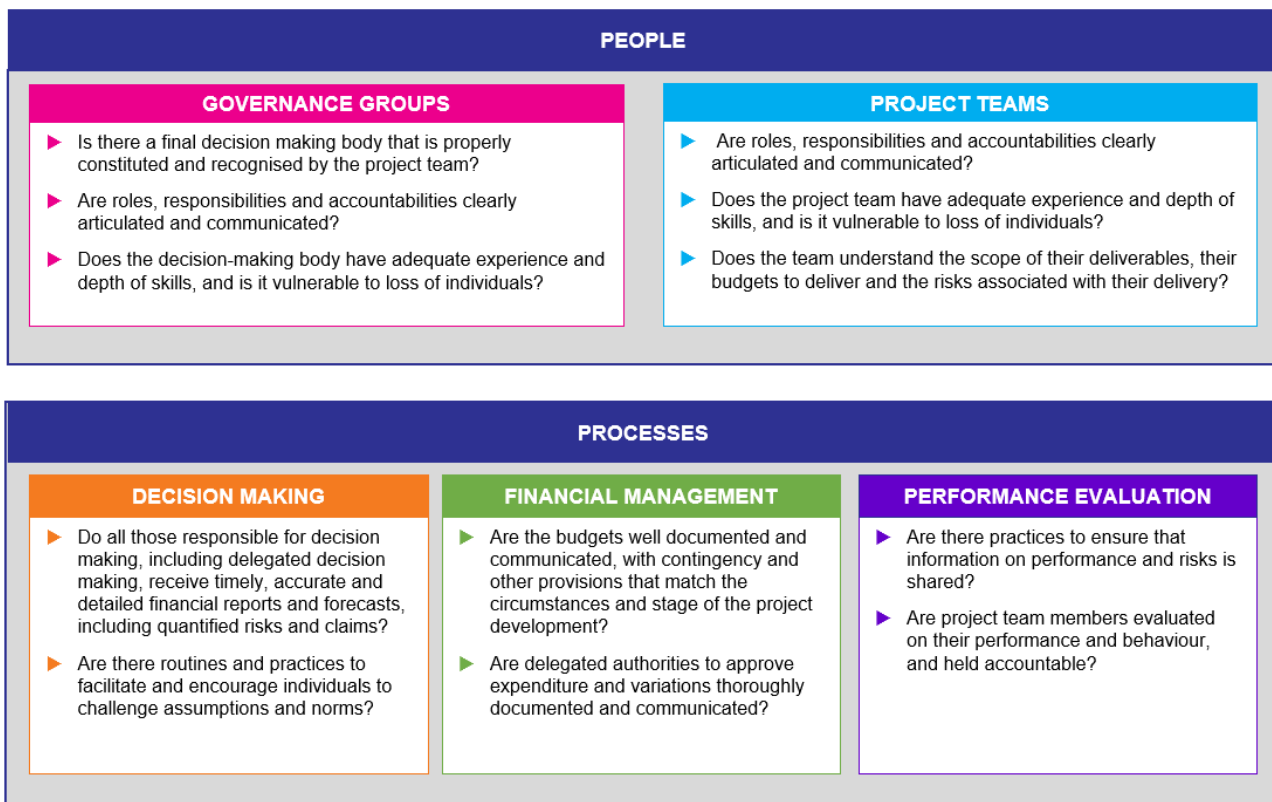 PEOPLE
GOVERNANCE GROUPS
Is there a final decision making body that is properly
constituted and recognised by the project team?
Are roles, responsibilities and accountabilities clearly
articulated and communicated?
Does the decision-making body have adequate experience and
depth of skills, and is it vulnerable to loss of individuals?
PROJECT TEAMS
Are roles, responsibilities and accountabilities clearly
articulated and communicated?
Does the project team have adequate experience and depth of
skills, and is it vulnerable to loss of individuals?
Does the team understand the scope of their deliverables, their
budgets to deliver and the risks associated with their delivery?
PROCESSES
DECISION MAKING
Do all those responsible for decision
making, including delegated decision
making, receive timely, accurate and
detailed financial reports and forecasts,
including quantified risks and claims?
Are there routines and practices to
facilitate and encourage individuals to
challenge assumptions and norms?
FINANCIAL MANAGEMENT
Are the budgets well documented and
communicated, with contingency and
other provisions that match the
circumstances and stage of the project
development?
Are delegated authorities to approve
expenditure and variations thoroughly
documented and communicated?
PERFORMANCE EVALUATION
Are there practices to ensure that
information on performance and risks is
shared?
Are project team members evaluated
on their performance and behaviour,
and held accountable?